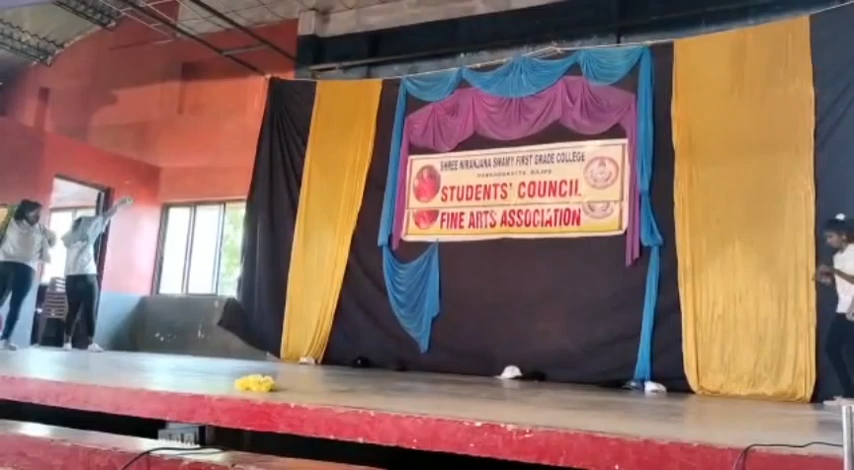 SHREE NIRANJANA SWAMY FIRST GRADE COLLEGE
STUDENTS' COUNCIL
FINE ARTS ASSOCIATION